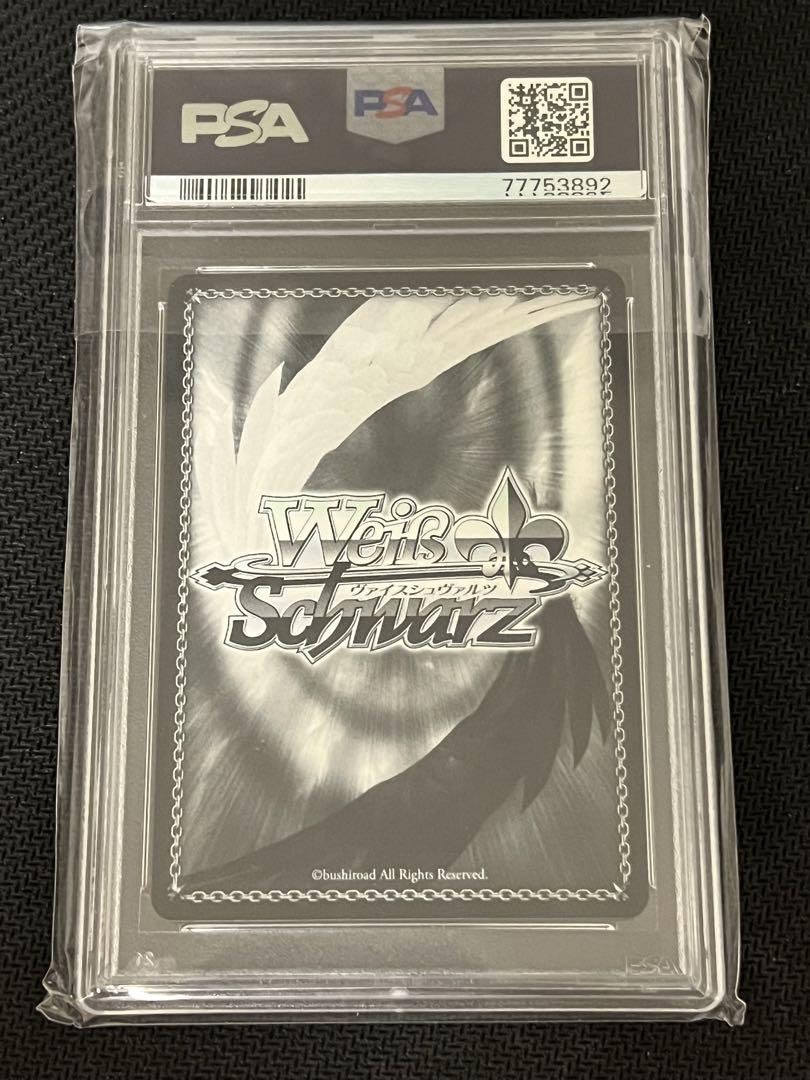 PSA
PSA
77753892
Weiß
ヴァイスシュヴァルツ
Schwarz
©bushiroad All Rights Reserved.
PSA